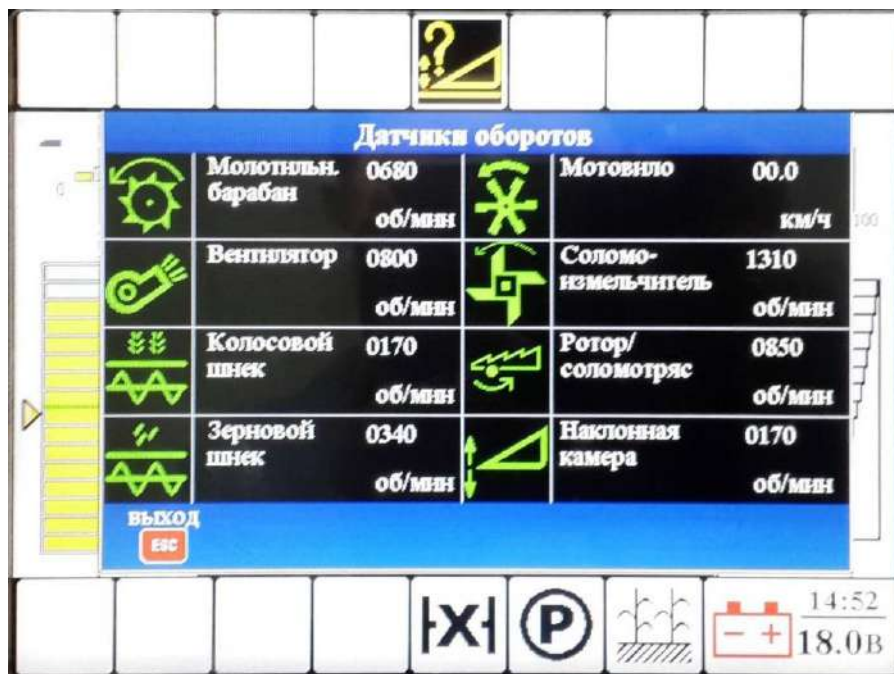 ?
Датчики оборотов
Молотильн.
барабан
0680
об/мин
Мотовило
00.0
км/ч
Вентилятор
0800
об/мин
Соломо-
измельчитель
1310
об/мин
Колосовой
шнек
0170
об/мин
Ротор/
соломотряс
0850
об/мин
Зерновой
шнек
0340
об/мин
Наклонная
камера
0170
об/мин
0
100
выход
ESC
X
P
14:52
18.0В